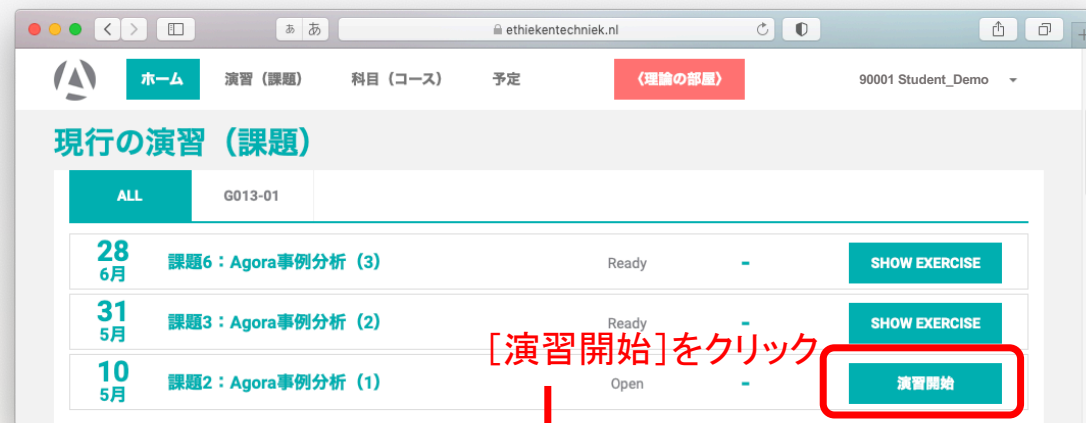 ああ
ethiekentechniek.nl
ホーム 演習（課題） 科目（コース） 予定 〈理論の部屋〉 90001 Student_Demo
現行の演習（課題）
ALL G013-01
28 6月 課題6：Agora事例分析（3） Ready - SHOW EXERCISE
31 5月 課題3：Agora事例分析（2） Ready - SHOW EXERCISE
［演習開始］をクリック
10 5月 課題2：Agora事例分析（1） Open - 演習開始